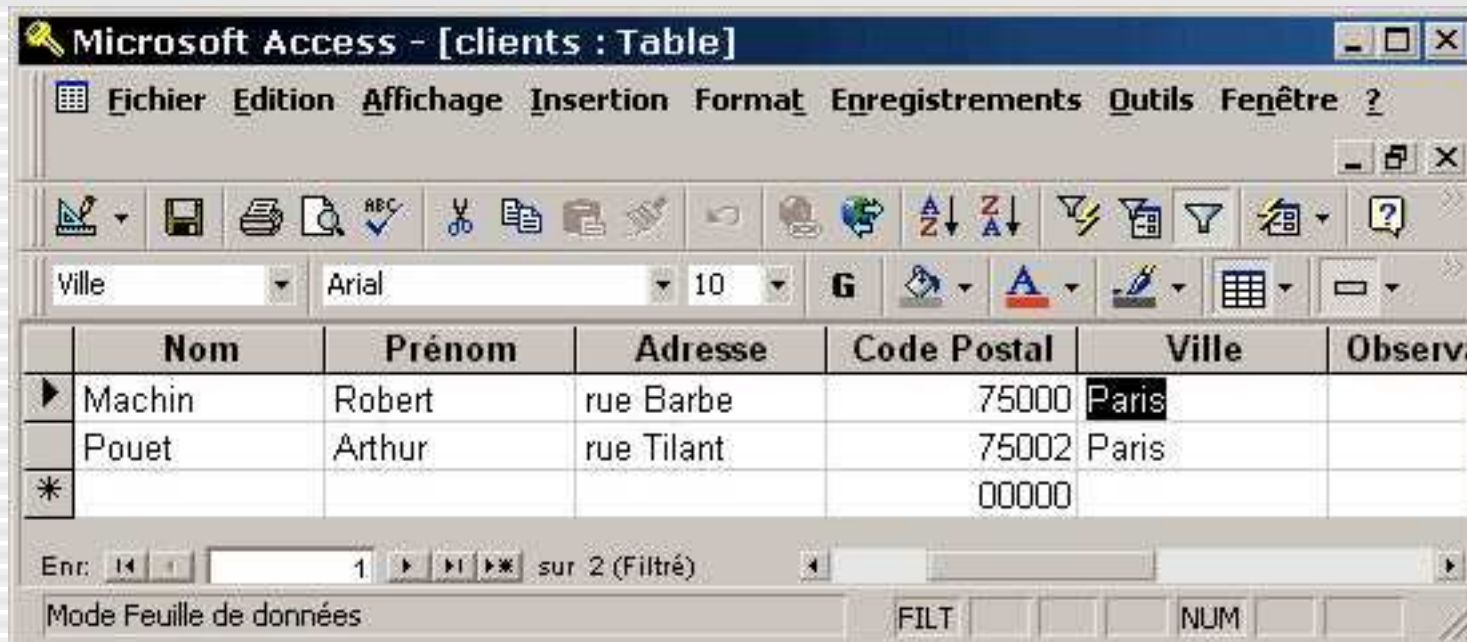 Microsoft Access - [clients : Table]
Fichier Edition Affichage Insertion Format Enregistrements Outils Fenêtre ?
ABC A Z Z A ?
Ville Arial 10 G A
Nom Prénom Adresse Code Postal Ville Observa
Machin Robert rue Barbe 75000 Paris
Pouet Arthur rue Tilant 75002 Paris
00000
Enr: 1 sur 2 (Filtré)
Mode Feuille de données FILT NUM